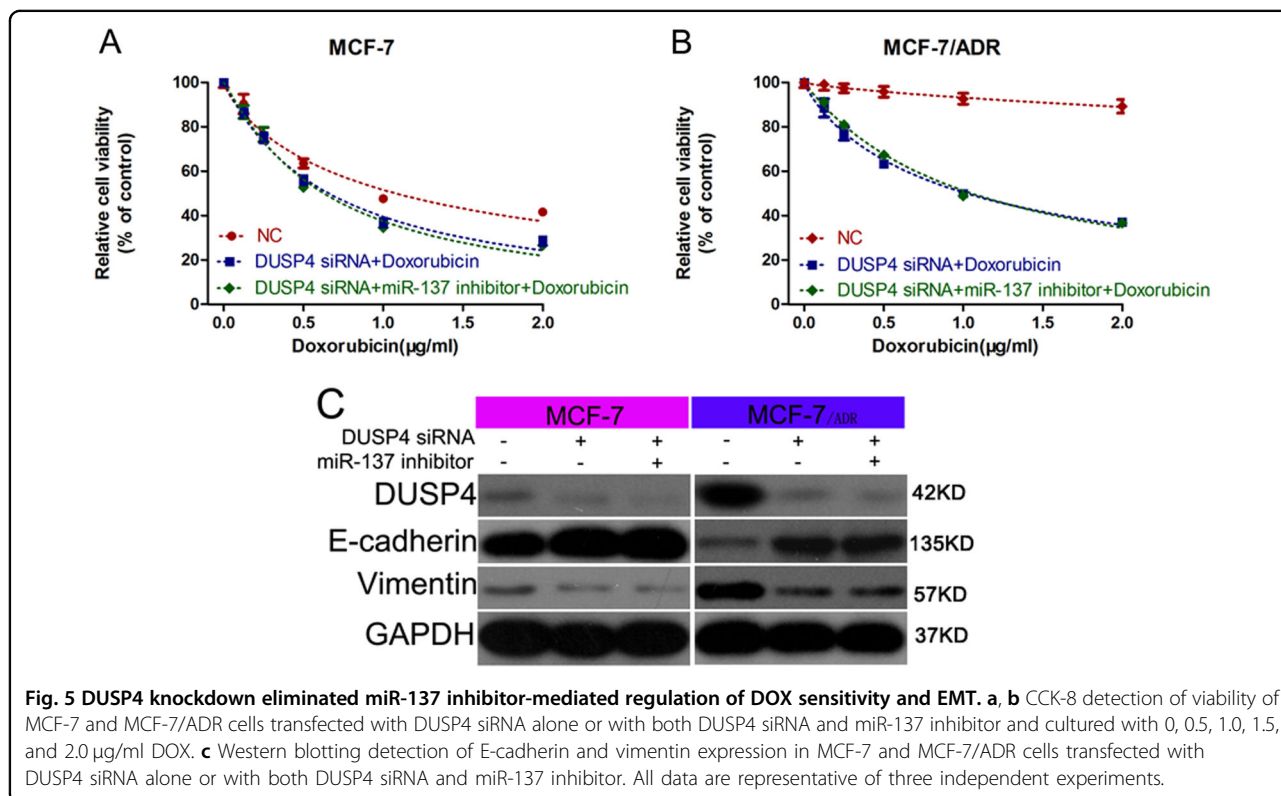 A
MCF-7
Relative cell viability
(% of control)
100
80
60
40
20
0
NC
DUSP4 siRNA+Doxorubicin
DUSP4 siRNA+miR-137 inhibitor+Doxorubicin
0.0 0.5 1.0 1.5 2.0
Doxorubicin(µg/ml)
B
MCF-7/ADR
Relative cell viability
(% of control)
100
80
60
40
20
0
NC
DUSP4 siRNA+Doxorubicin
DUSP4 siRNA+miR-137 inhibitor+Doxorubicin
0.0 0.5 1.0 1.5 2.0
Doxorubicin(µg/ml)
C
MCF-7 MCF-7/ADR
DUSP4 siRNA - + + - + +
miR-137 inhibitor - - + - - +
DUSP4 42KD
E-cadherin 135KD
Vimentin 57KD
GAPDH 37KD
Fig. 5 DUSP4 knockdown eliminated miR-137 inhibitor-mediated regulation of DOX sensitivity and EMT. a, b CCK-8 detection of viability of
MCF-7 and MCF-7/ADR cells transfected with DUSP4 siRNA alone or with both DUSP4 siRNA and miR-137 inhibitor and cultured with 0, 0.5, 1.0, 1.5,
and 2.0 µg/ml DOX. c Western blotting detection of E-cadherin and vimentin expression in MCF-7 and MCF-7/ADR cells transfected with
DUSP4 siRNA alone or with both DUSP4 siRNA and miR-137 inhibitor. All data are representative of three independent experiments.